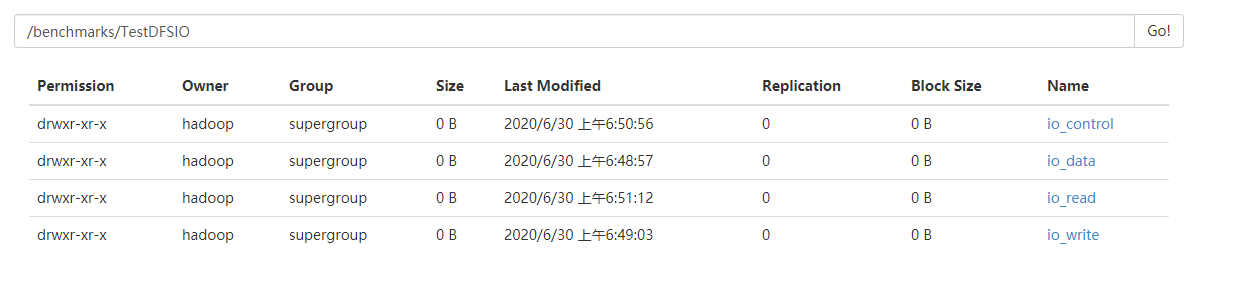 /benchmarks/TestDFSIO Go!
Permission Owner Group Size Last Modified Replication Block Size Name
drwxr-xr-x hadoop supergroup 0 B 2020/6/30 上午6:50:56 0 0 B io_control
drwxr-xr-x hadoop supergroup 0 B 2020/6/30 上午6:48:57 0 0 B io_data
drwxr-xr-x hadoop supergroup 0 B 2020/6/30 上午6:51:12 0 0 B io_read
drwxr-xr-x hadoop supergroup 0 B 2020/6/30 上午6:49:03 0 0 B io_write